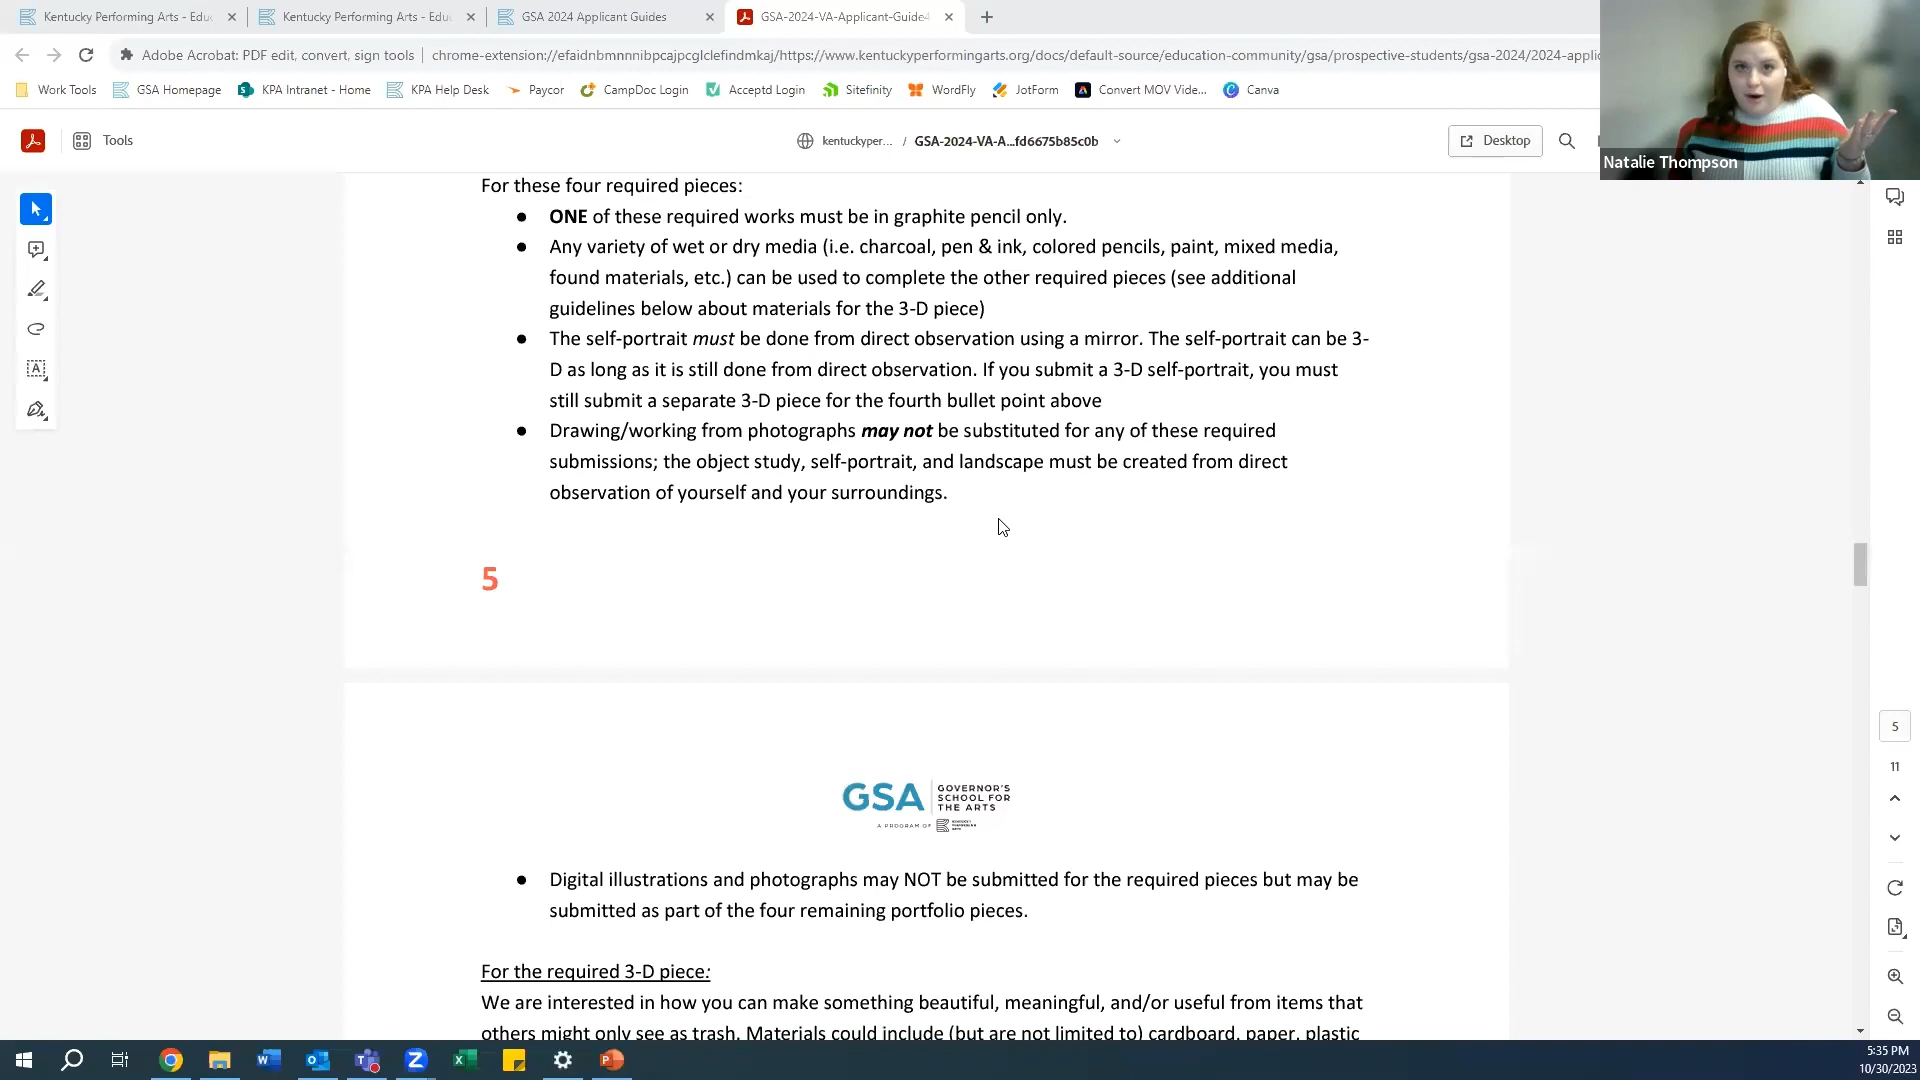 Kentucky Performing Arts - Educ
Kentucky Performing Arts - Educ
GSA 2024 Applicant Guides
GSA-2024-VA-Applicant-Guide4
Adobe Acrobat: PDF edit, convert, sign tools
chrome-extension://efaidnbmnnnibpcajpcglclefindmkaj/https://www.kentuckyperformingarts.org/docs/default-source/education-community/gsa/prospective-students/gsa-2024/2024-applic
Work Tools
GSA Homepage
KPA Intranet - Home
KPA Help Desk
Paycor
CampDoc Login
Acceptd Login
Sitefinity
WordFly
JotForm
Convert MOV Vide...
Canva
Tools
kentuckyper... / GSA-2024-VA-A...fd6675b85c0b
Desktop
Natalie Thompson
For these four required pieces:
● ONE of these required works must be in graphite pencil only.
● Any variety of wet or dry media (i.e. charcoal, pen & ink, colored pencils, paint, mixed media,
found materials, etc.) can be used to complete the other required pieces (see additional
guidelines below about materials for the 3-D piece)
● The self-portrait must be done from direct observation using a mirror. The self-portrait can be 3-
D as long as it is still done from direct observation. If you submit a 3-D self-portrait, you must
still submit a separate 3-D piece for the fourth bullet point above
● Drawing/working from photographs may not be substituted for any of these required
submissions; the object study, self-portrait, and landscape must be created from direct
observation of yourself and your surroundings.
5
5
11
GSA
GOVERNOR'S
SCHOOL FOR
THE ARTS
A PROGRAM OF
● Digital illustrations and photographs may NOT be submitted for the required pieces but may be
submitted as part of the four remaining portfolio pieces.
For the required 3-D piece:
We are interested in how you can make something beautiful, meaningful, and/or useful from items that
others might only see as trash. Materials could include (but are not limited to) cardboard, paper, plastic
5:35 PM
10/30/2023